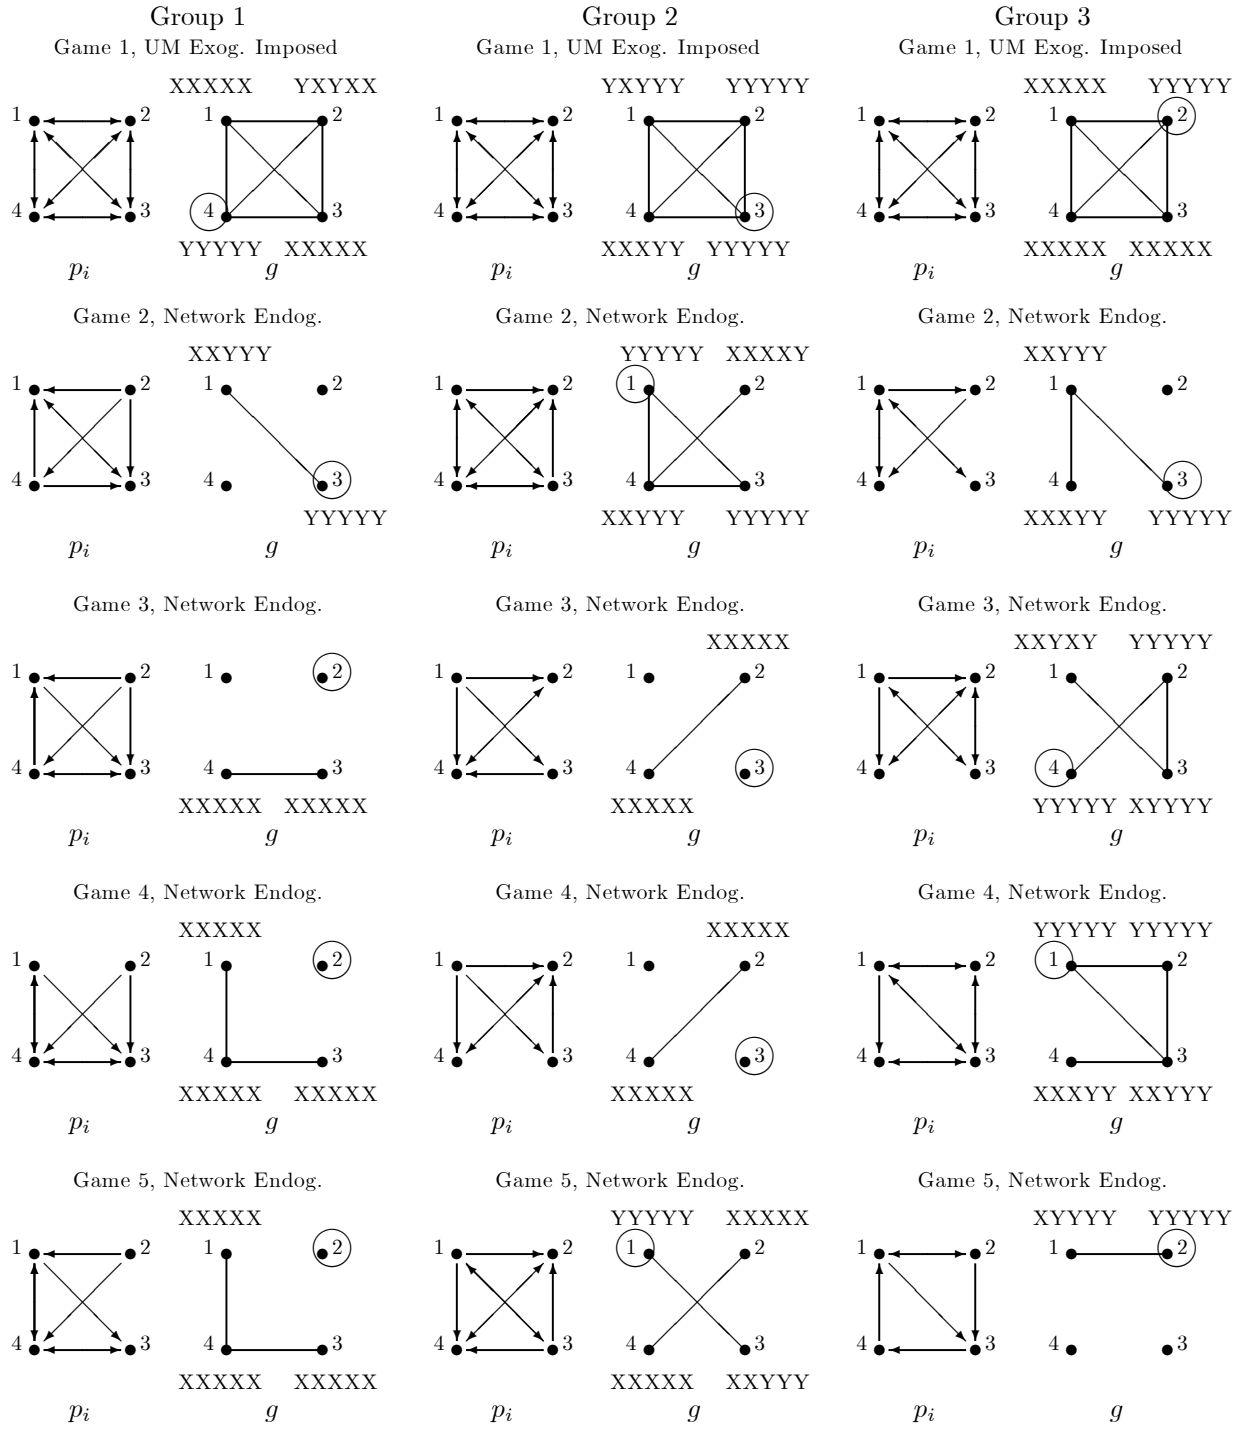 Group 1 Group 2 Group 3
Game 1, UM Exog. Imposed Game 1, UM Exog. Imposed Game 1, UM Exog. Imposed
XXXXX YXYXX YXYYY YYYYY XXXXX YYYYY
1 2 1 2 1 2 1 2 1 2 1 2
4 3 4 3 4 3 4 3 4 3 4 3
YYYYY XXXXX XXXYY YYYYY XXXXX XXXXX
p_i g p_i g p_i g
Game 2, Network Endog. Game 2, Network Endog. Game 2, Network Endog.
XXYYY YYYYY XXXXY XXYYY
1 2 1 2 1 2 1 2 1 2 1 2
4 3 4 3 4 3 4 3 4 3 4 3
YYYYY XXYYY YYYYY XXXYY YYYYY
p_i g p_i g p_i g
Game 3, Network Endog. Game 3, Network Endog. Game 3, Network Endog.
XXXXX XXYXY YYYYY
1 2 1 2 1 2 1 2 1 2 1 2
4 3 4 3 4 3 4 3 4 3 4 3
XXXXX XXXXX XXXXX YYYYY XYYYY
p_i g p_i g p_i g
Game 4, Network Endog. Game 4, Network Endog. Game 4, Network Endog.
XXXXX XXXXX YYYYY YYYYY
1 2 1 2 1 2 1 2 1 2 1 2
4 3 4 3 4 3 4 3 4 3 4 3
XXXXX XXXXX XXXXX XXXYY XXYYY
p_i g p_i g p_i g
Game 5, Network Endog. Game 5, Network Endog. Game 5, Network Endog.
XXXXX YYYYY XXXXX XYYYY YYYYY
1 2 1 2 1 2 1 2 1 2 1 2
4 3 4 3 4 3 4 3 4 3 4 3
XXXXX XXXXX XXXXX XXYYY
p_i g p_i g p_i g